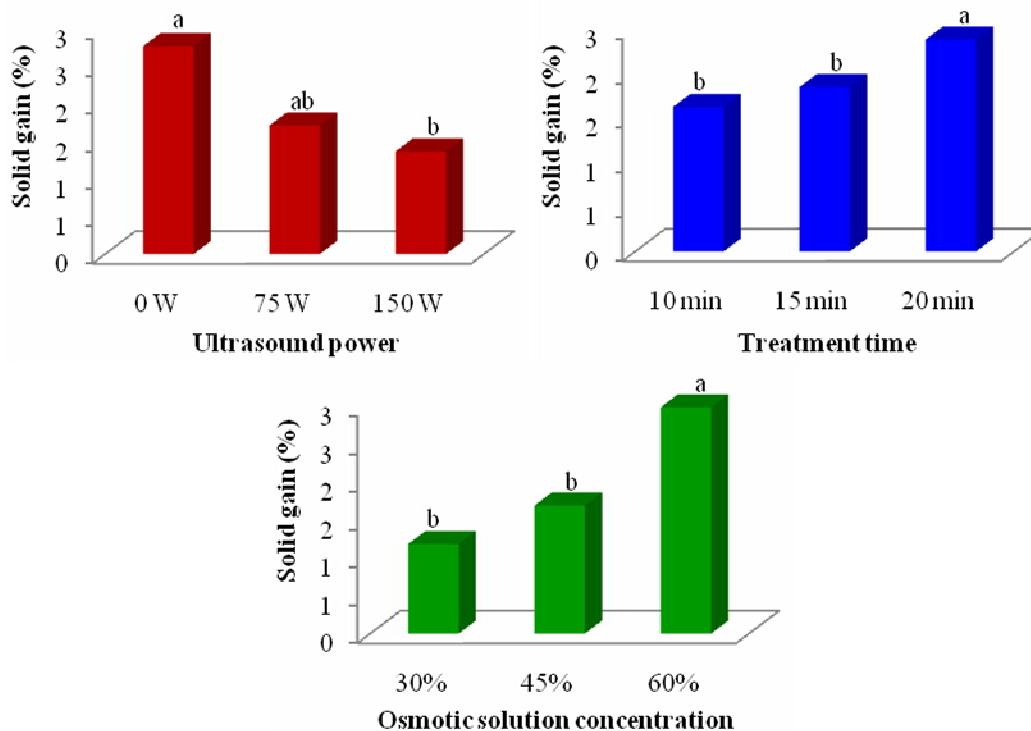 Solid gain (%)
3
3
2
2
1
1
0
a
ab
b
0 W
75 W
150 W
Ultrasound power
Solid gain (%)
3
2
2
1
1
0
b
b
a
10 min
15 min
20 min
Treatment time
Solid gain (%)
3
3
2
2
1
1
0
b
b
a
30%
45%
60%
Osmotic solution concentration